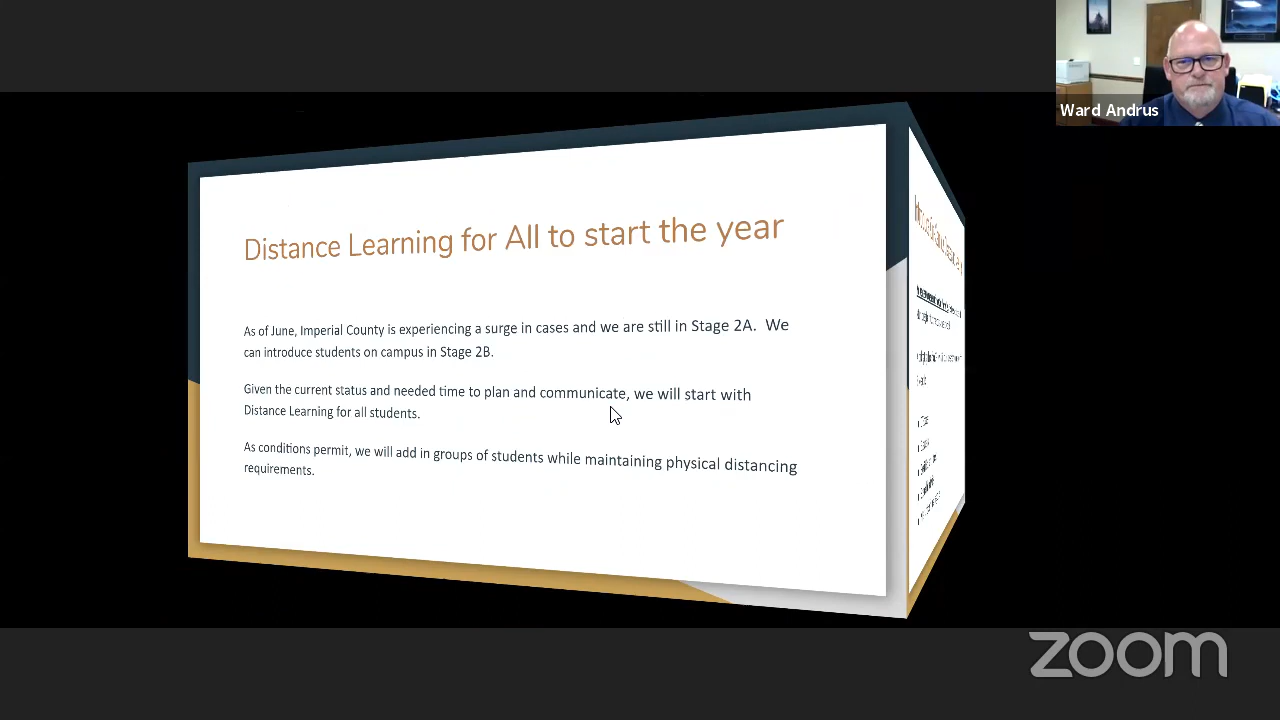 Ward Andrus
Distance Learning for All to start the year
As of June, Imperial County is experiencing a surge in cases and we are still in Stage 2A. We
can introduce students on campus in Stage 2B.
Given the current status and needed time to plan and communicate, we will start with
Distance Learning for all students.
As conditions permit, we will add in groups of students while maintaining physical distancing
requirements.
zoom